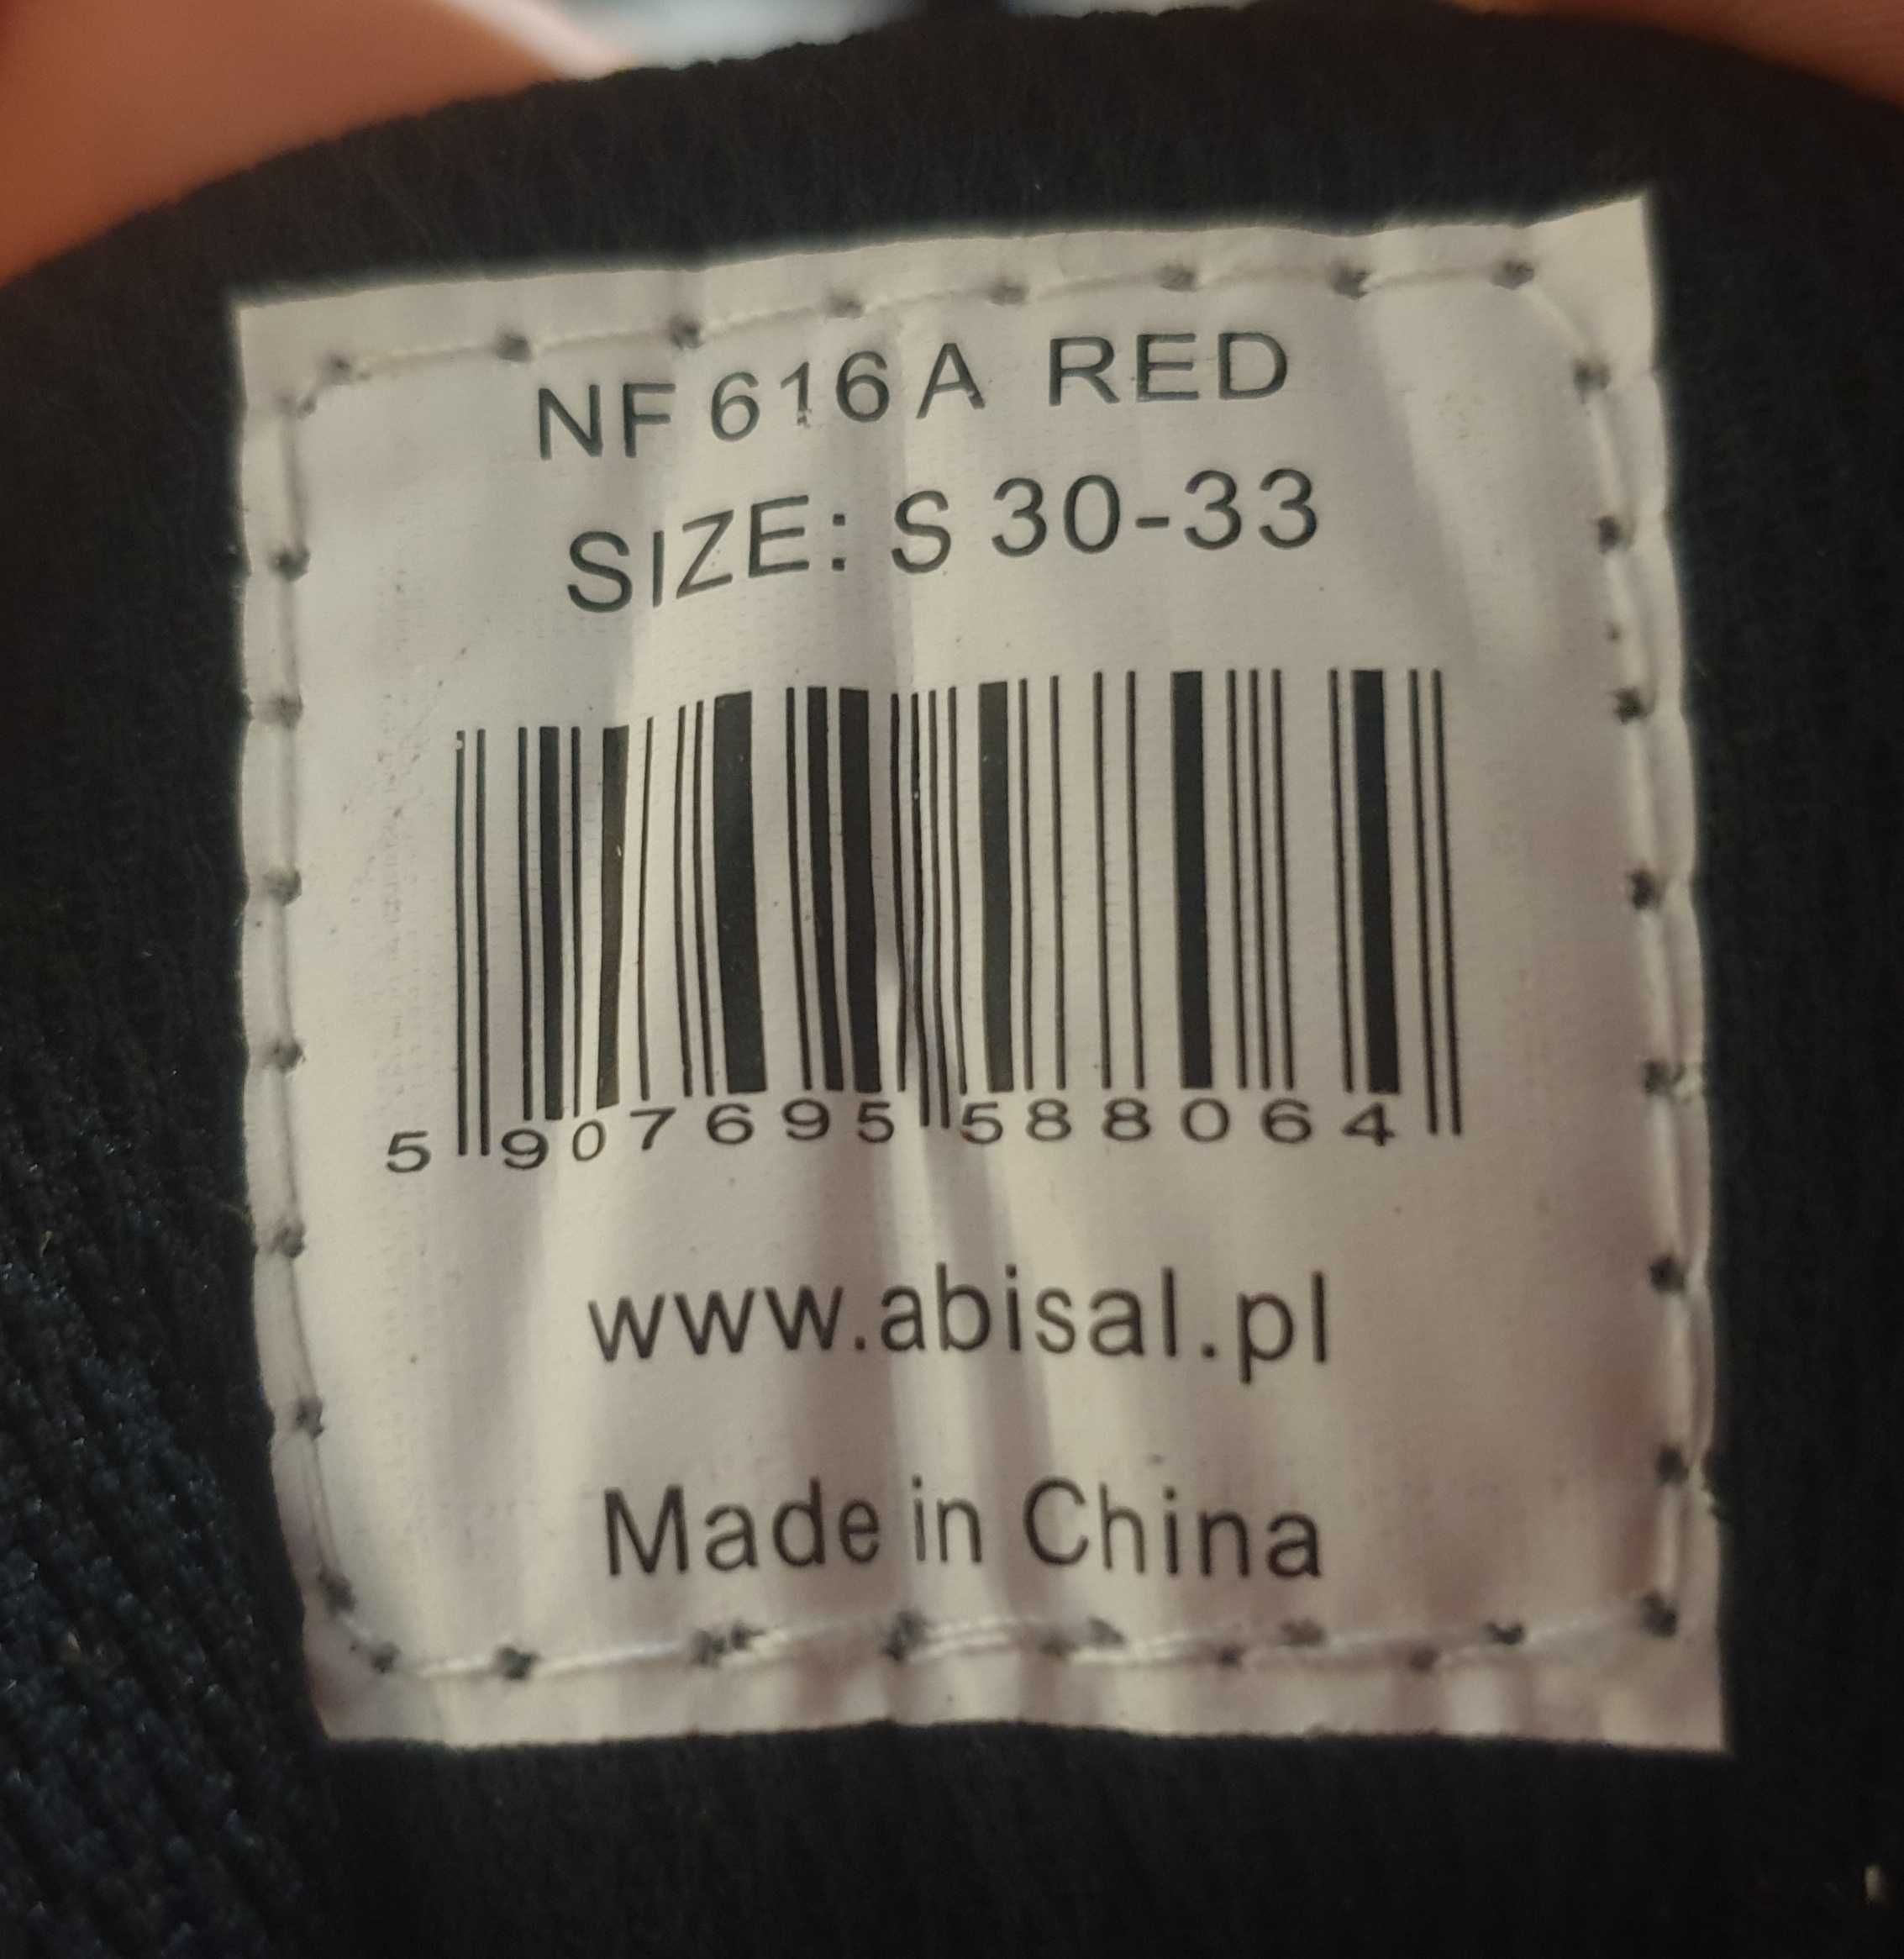 NF 616 A RED
SIZE: S 30-33
5 907695 588064
www.abisal.pl
Made in China